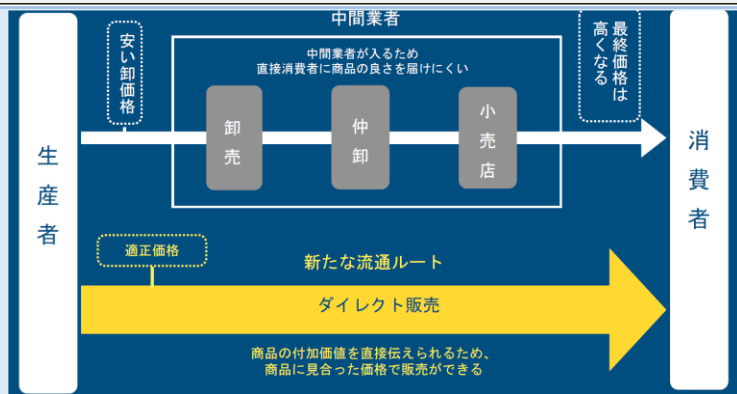 中間業者
安い卸価格
最終価格は
高くなる
中間業者が入るため
直接消費者に商品の良さを届けにくい
卸売
仲卸
小売店
生産者
消費者
適正価格
新たな流通ルート
ダイレクト販売
商品の付加価値を直接伝えられるため、
商品に見合った価格で販売ができる